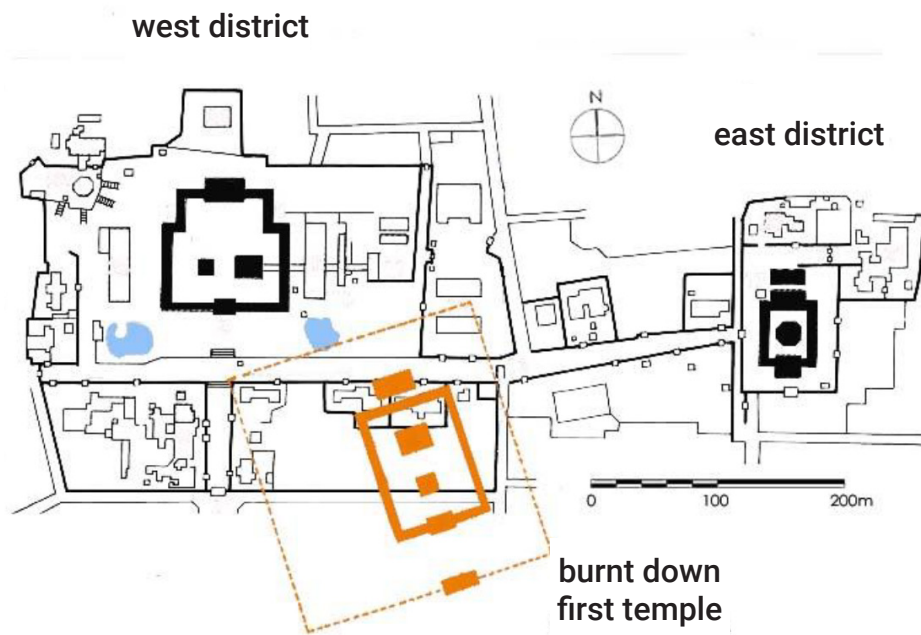 west district
N
east district
0 100 200m
burnt down
first temple